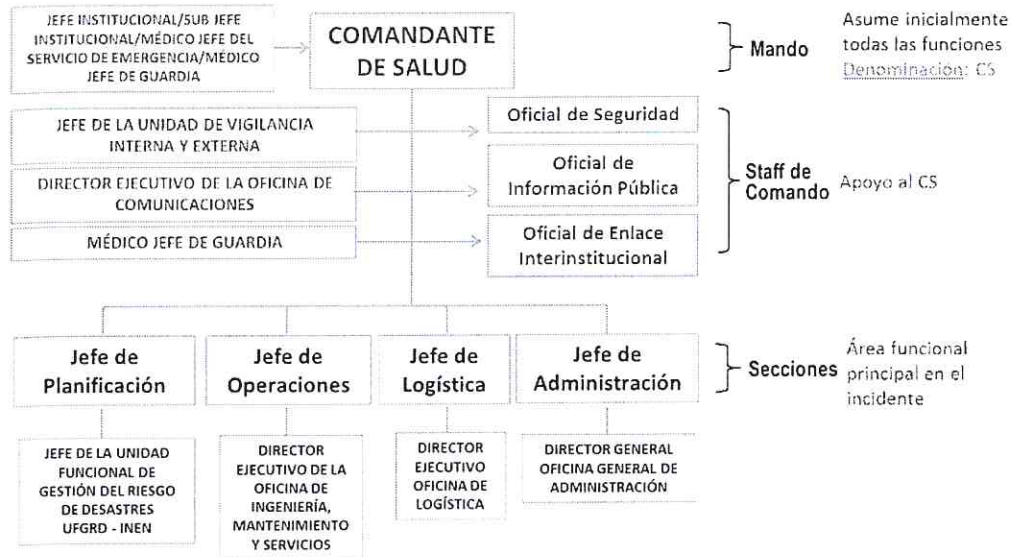 JEFE INSTITUCIONAL/SUB JEFE
INSTITUCIONAL/MÉDICO JEFE DEL
SERVICIO DE EMERGENCIA/MÉDICO
JEFE DE GUARDIA
COMANDANTE
DE SALUD
Mando
Asume inicialmente
todas las funciones
Denominación: CS
JEFE DE LA UNIDAD DE VIGILANCIA
INTERNA Y EXTERNA
Oficial de Seguridad
DIRECTOR EJECUTIVO DE LA OFICINA DE
COMUNICACIONES
Oficial de
Información Pública
MÉDICO JEFE DE GUARDIA
Oficial de Enlace
Interinstitucional
Staff de
Comando
Apoyo al CS
Jefe de
Planificación
Jefe de
Operaciones
Jefe de
Logística
Jefe de
Administración
Secciones
Área funcional
principal en el
incidente
JEFE DE LA UNIDAD
FUNCIONAL DE
GESTIÓN DEL RIESGO
DE DESASTRES
UFGRD - INEN
DIRECTOR
EJECUTIVO DE LA
OFICINA DE
INGENIERÍA,
MANTENIMIENTO
Y SERVICIOS
DIRECTOR
EJECUTIVO
OFICINA DE
LOGÍSTICA
DIRECTOR GENERAL
OFICINA GENERAL DE
ADMINISTRACIÓN